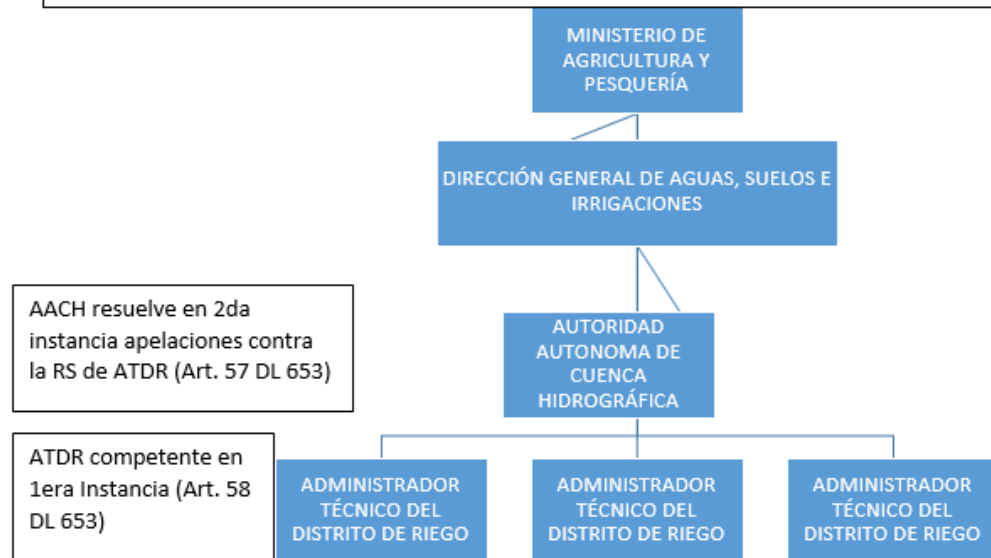 MINISTERIO DE
AGRICULTURA Y
PESQUERÍA
DIRECCIÓN GENERAL DE AGUAS, SUELOS E
IRRIGACIONES
AACH resuelve en 2da
instancia apelaciones contra
la RS de ATDR (Art. 57 DL 653)
AUTORIDAD
AUTONOMA DE
CUENCA
HIDROGRÁFICA
ATDR competente en
1era Instancia (Art. 58
DL 653)
ADMINISTRADOR
TÉCNICO DEL
DISTRITO DE RIEGO
ADMINISTRADOR
TÉCNICO DEL
DISTRITO DE RIEGO
ADMINISTRADOR
TÉCNICO DEL
DISTRITO DE RIEGO